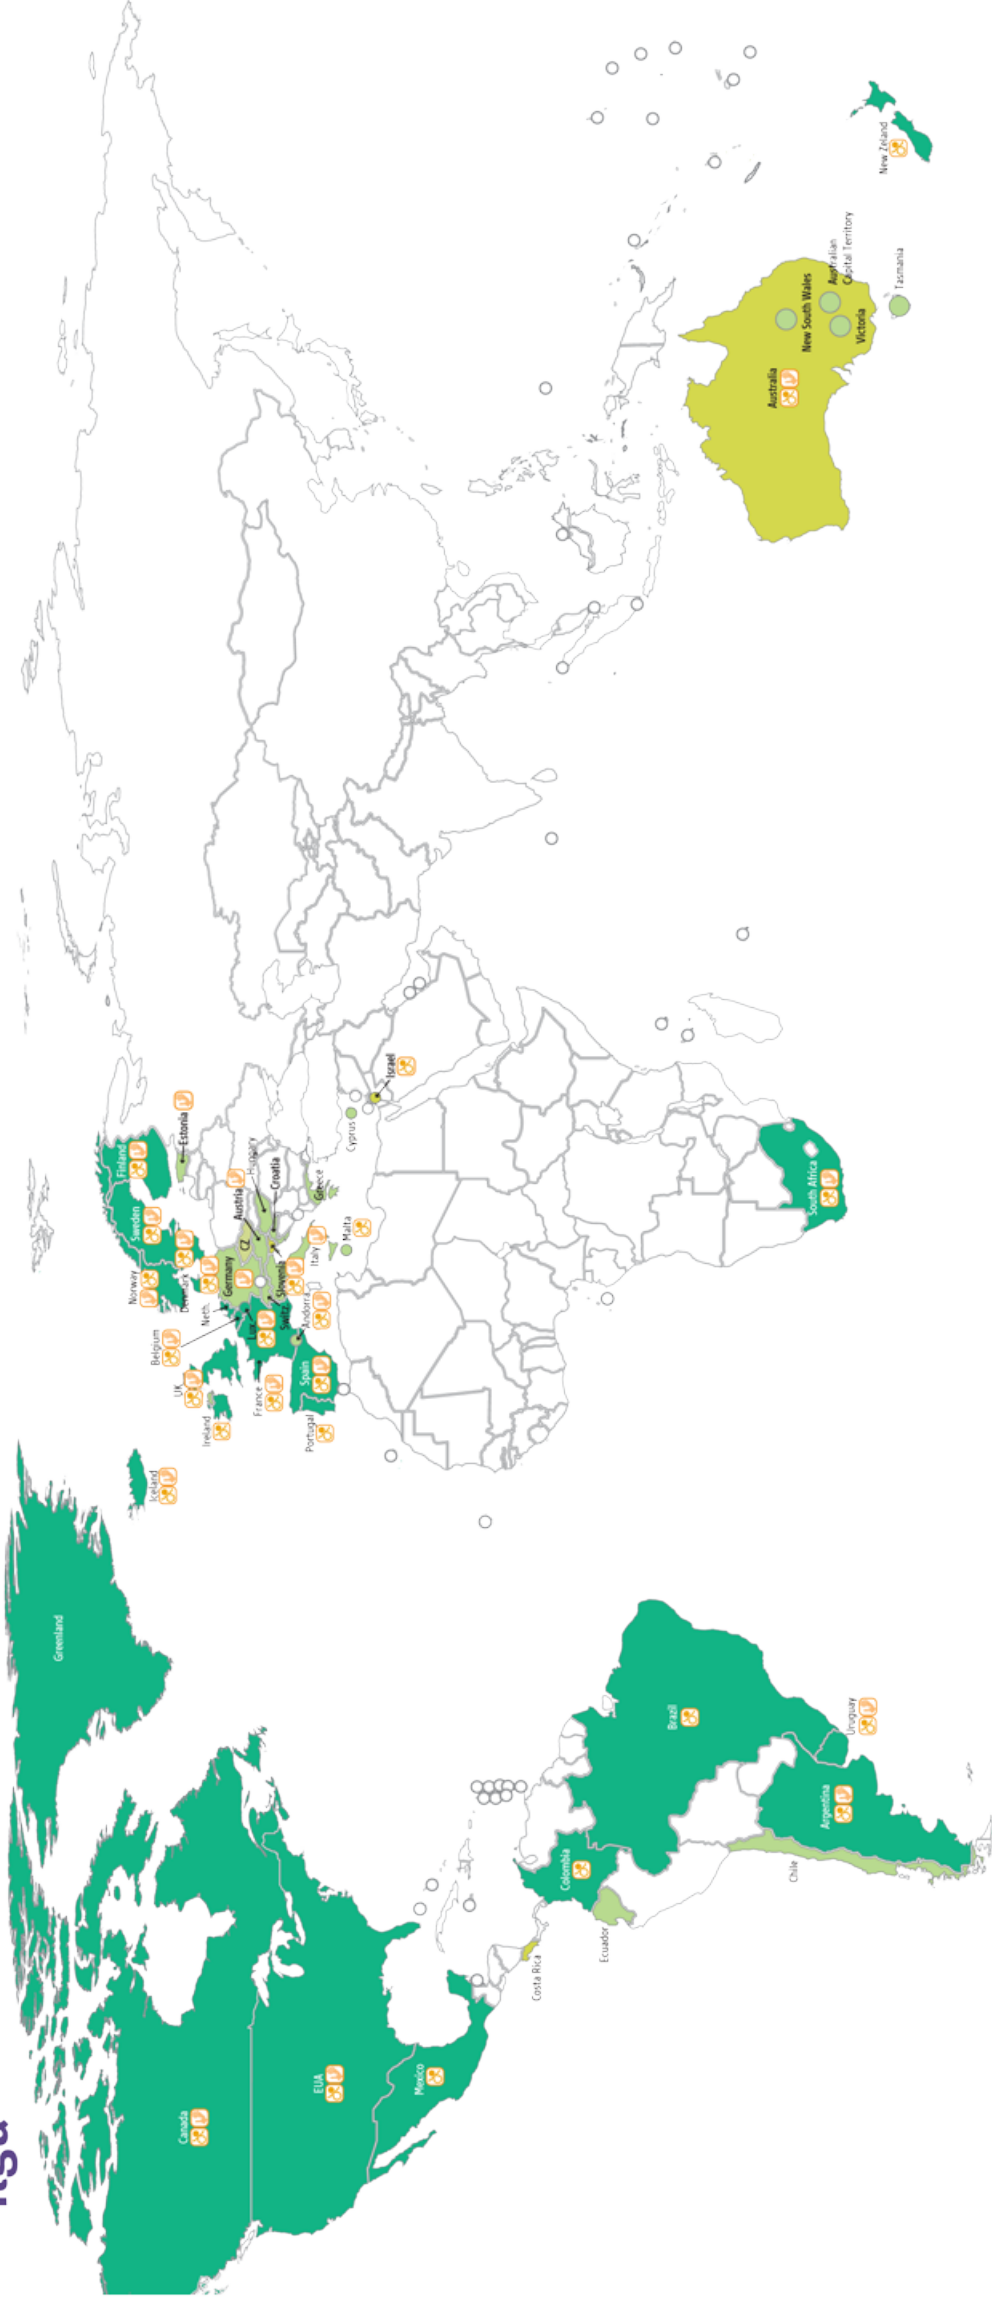 Canada
EUA
Mexico
Greenland
Costa Rica
Colombia
Ecuador
Brazil
Chile
Argentina
Uruguay
Iceland
Ireland
UK
Belgium
Neth.
France
Portugal
Spain
Lux
Switz
Andorra
Norway
Sweden
Finland
Denmark
Estonia
Germany
CZ
Austria
Hungary
Croatia
Slovenia
Italy
Malta
Greece
Cyprus
Israel
South Africa
Australia
New South Wales
Australian
Capital Territory
Victoria
Tasmania
New Zeland